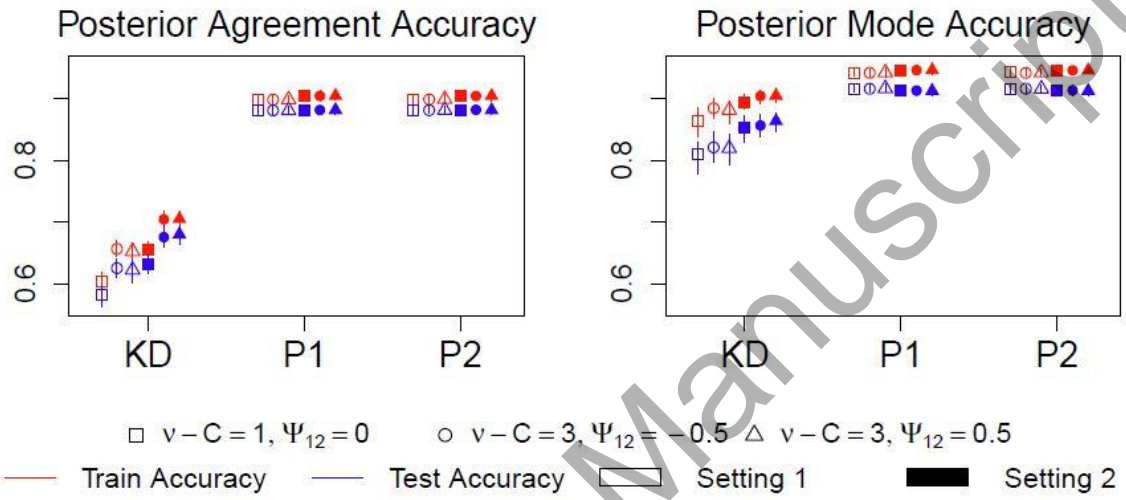 Posterior Agreement Accuracy
Posterior Mode Accuracy
0.8
0.6
KD P1 P2
0.8
0.6
KD P1 P2
ν − C = 1, Ψ12 = 0 ν − C = 3, Ψ12 = −0.5 ν − C = 3, Ψ12 = 0.5
Train Accuracy Test Accuracy Setting 1 Setting 2
Manuscript